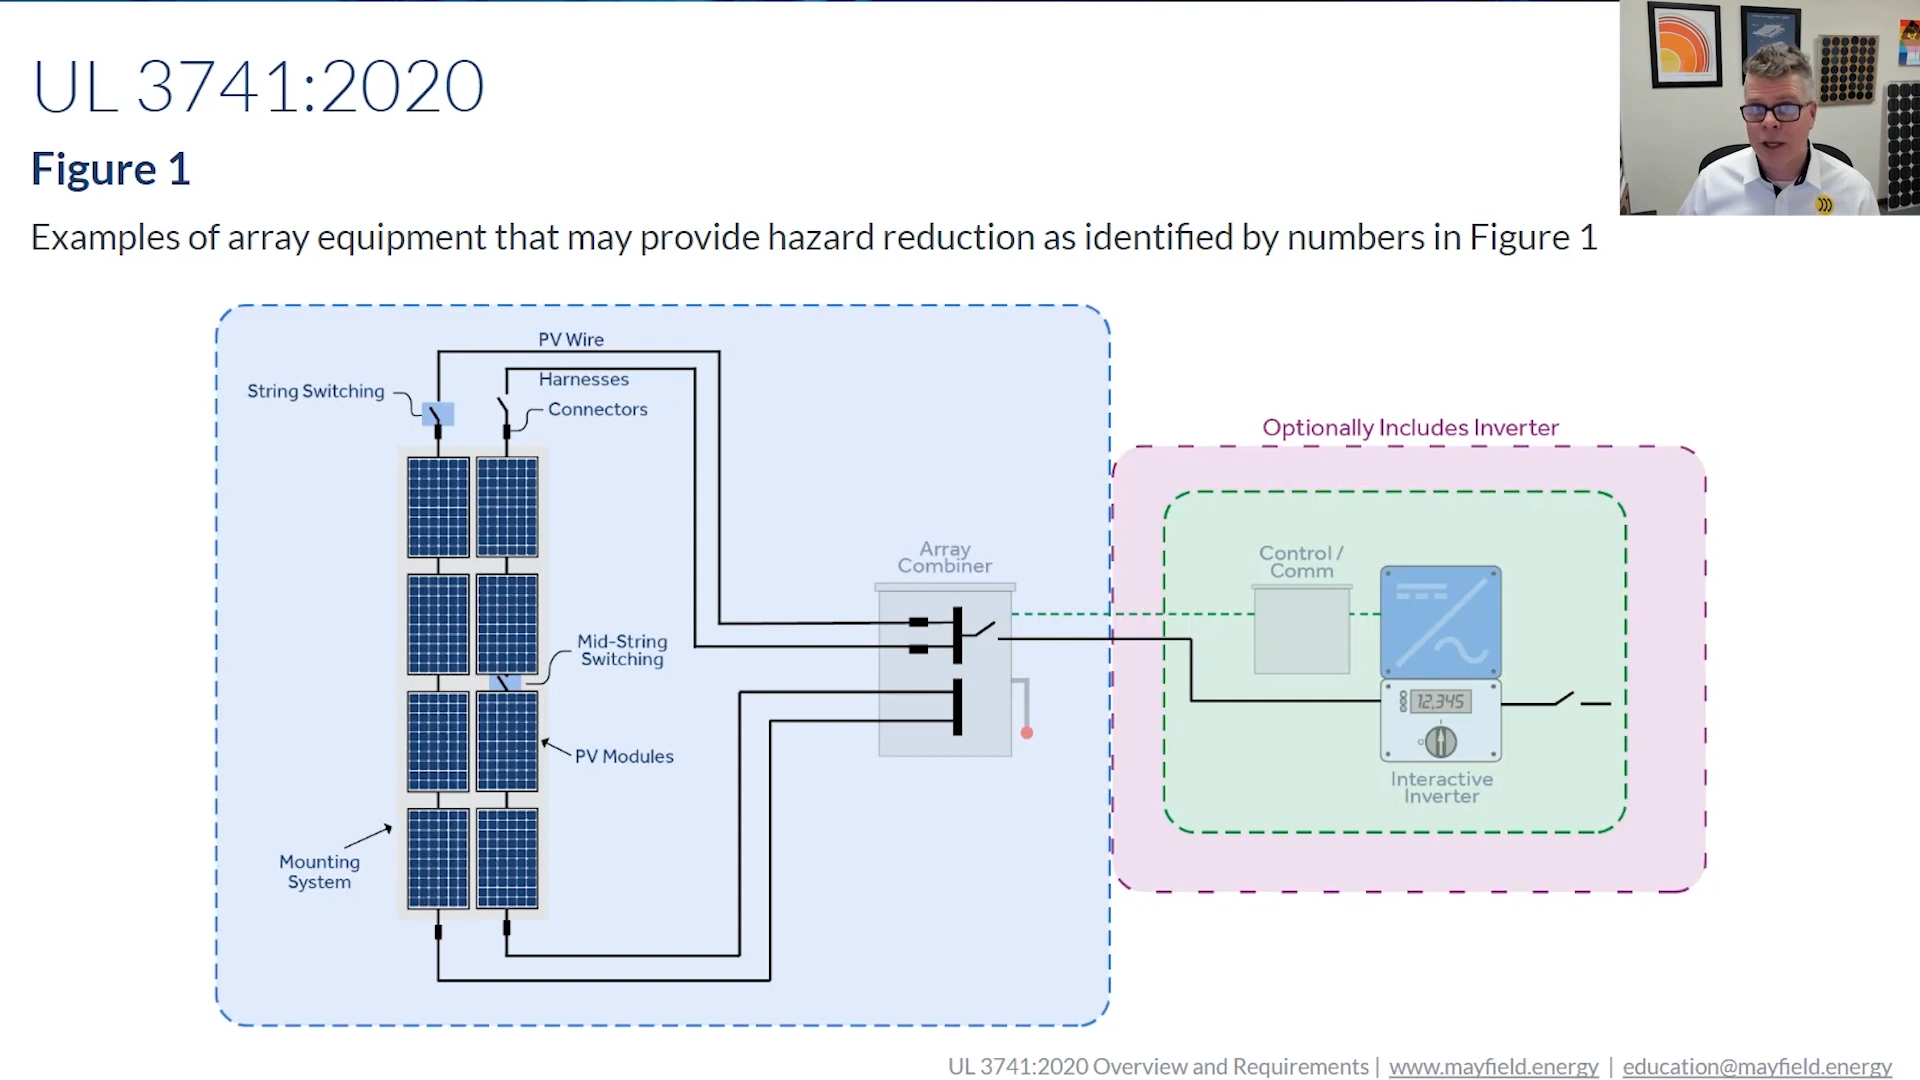 UL 3741:2020
Figure 1
Examples of array equipment that may provide hazard reduction as identified by numbers in Figure 1
PV Wire
Harnesses
String Switching
Connectors
Optionally Includes Inverter
Array
Combiner
Control /
Comm
Mid-String
Switching
12,345
PV Modules
Interactive
Inverter
Mounting
System
UL 3741:2020 Overview and Requirements | www.mayfield.energy | education@mayfield.energy